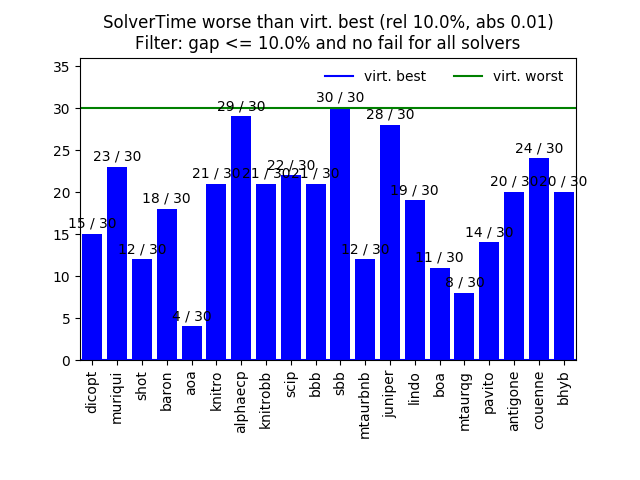 SolverTime worse than virt. best (rel 10.0%, abs 0.01)
Filter: gap <= 10.0% and no fail for all solvers
virt. best
virt. worst
35
30
25
20
15
10
5
0
15 / 30
23 / 30
12 / 30
18 / 30
4 / 30
21 / 30
29 / 30
21 / 30
22 / 30
21 / 30
30 / 30
12 / 30
28 / 30
19 / 30
11 / 30
8 / 30
14 / 30
20 / 30
24 / 30
20 / 30
dicopt
muriqui
shot
baron
aoa
knitro
alphaecp
knitrobb
scip
bbb
sbb
mtaurbnb
juniper
lindo
boa
mtaurqg
pavito
antigone
couenne
bhyb